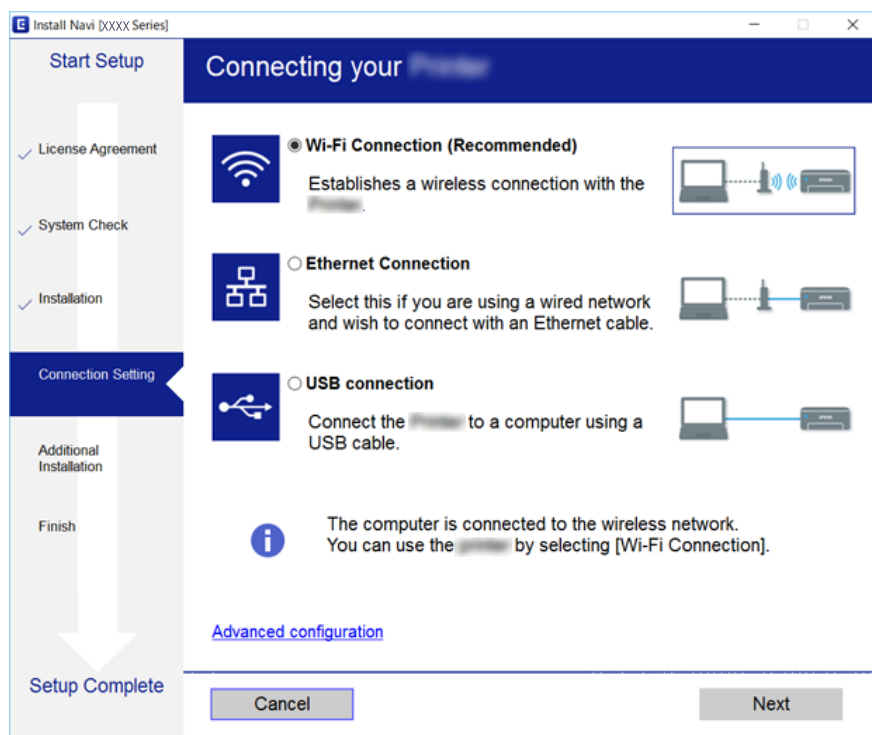 Install Navi [XXXX Series]
Start Setup
License Agreement
System Check
Installation
Connection Setting
Additional
Installation
Finish
Setup Complete
Connecting your
Wi-Fi Connection (Recommended)
Establishes a wireless connection with the
.
Ethernet Connection
Select this if you are using a wired network
and wish to connect with an Ethernet cable.
USB connection
Connect the to a computer using a
USB cable.
The computer is connected to the wireless network.
You can use the by selecting [Wi-Fi Connection].
Advanced configuration
Cancel
Next